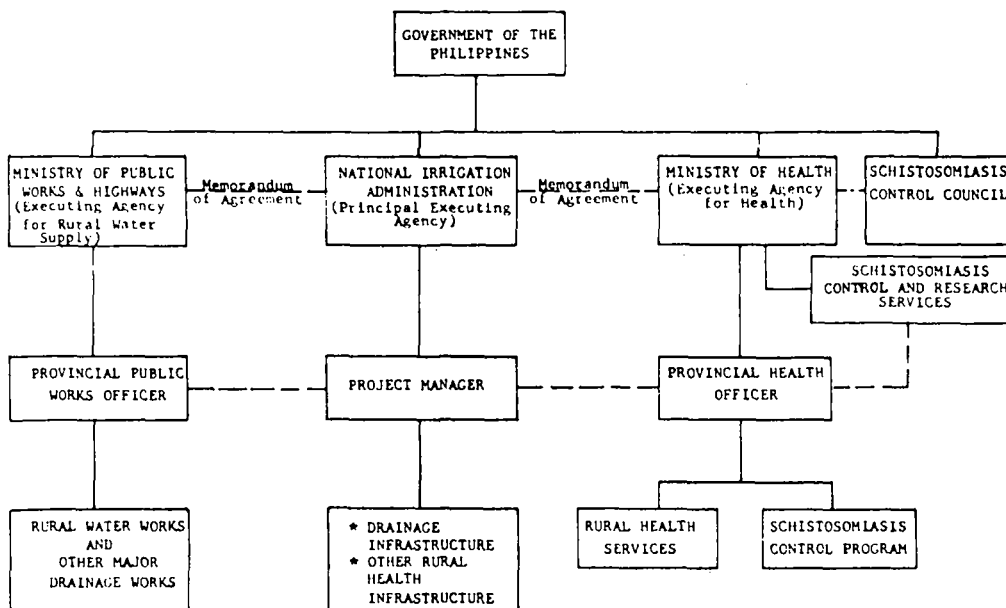 GOVERNMENT OF THE
PHILIPPINES
MINISTRY OF PUBLIC
WORKS & HIGHWAYS
(Executing Agency
for Rural Water
Supply)
Memorandum
of Agreement
NATIONAL IRRIGATION
ADMINISTRATION
(Principal Executing
Agency)
Memorandum
of Agreement
MINISTRY OF HEALTH
(Executing Agency
for Health)
SCHISTOSOMIASIS
CONTROL COUNCIL
SCHISTOSOMIASIS
CONTROL AND RESEARCH
SERVICES
PROVINCIAL PUBLIC
WORKS OFFICER
PROJECT MANAGER
PROVINCIAL HEALTH
OFFICER
RURAL WATER WORKS
AND
OTHER MAJOR
DRAINAGE WORKS
* DRAINAGE
INFRASTRUCTURE
* OTHER RURAL
HEALTH
INFRASTRUCTURE
RURAL HEALTH
SERVICES
SCHISTOSOMIASIS
CONTROL PROGRAM